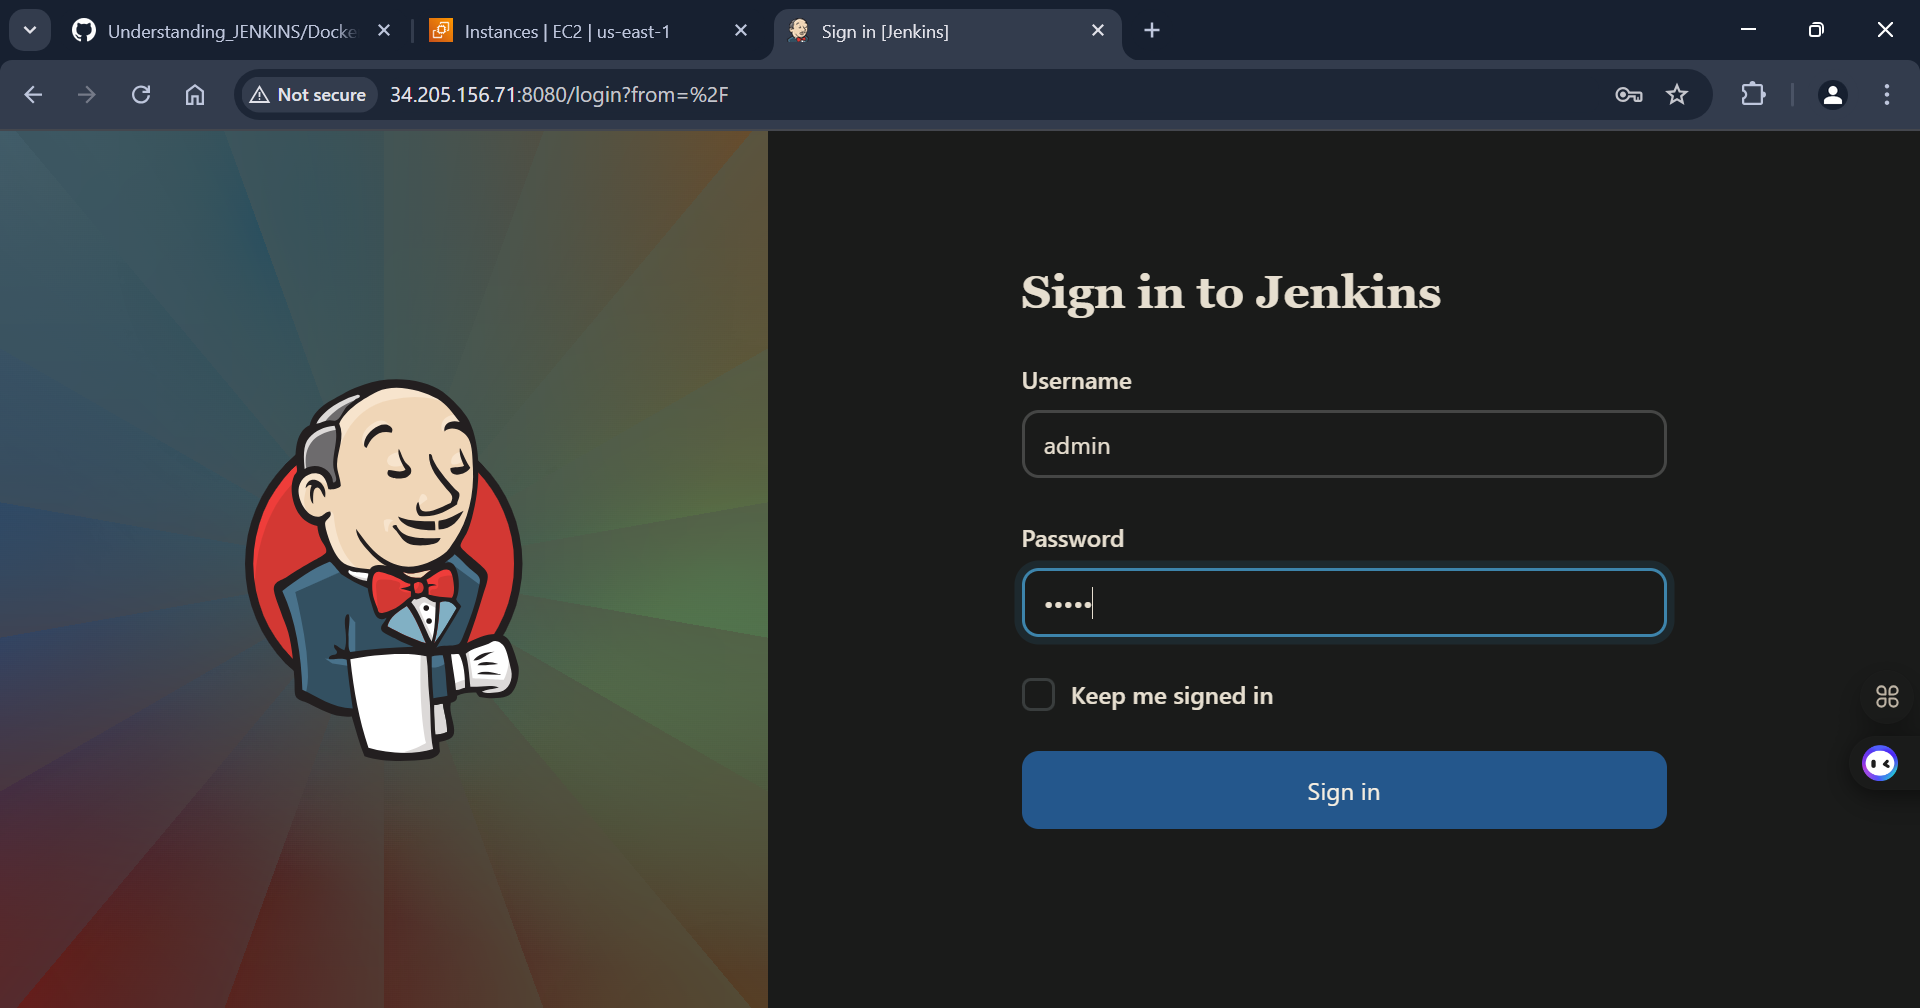 Understanding_JENKINS/Docke
Instances | EC2 | us-east-1
Sign in [Jenkins]
Not secure
34.205.156.71:8080/login?from=%2F
Sign in to Jenkins
Username
admin
Password
•••••
Keep me signed in
Sign in